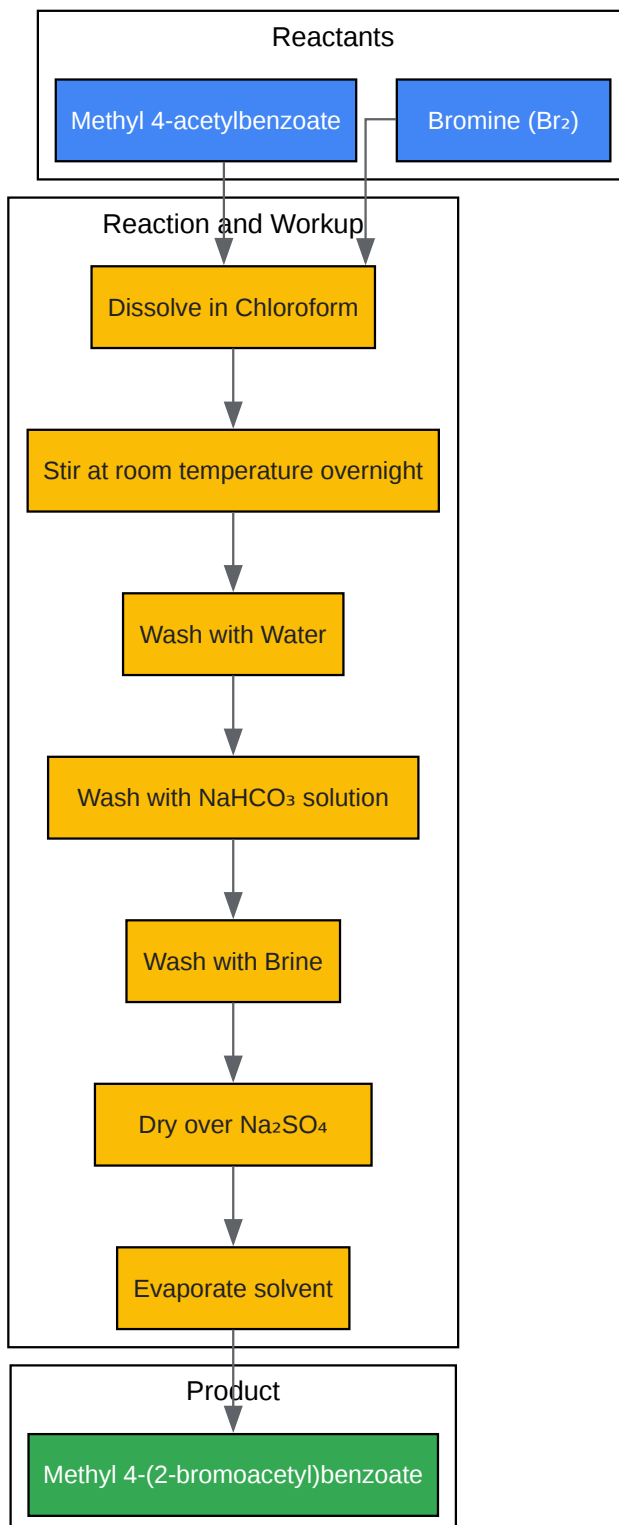 Reactants
Methyl 4-acetylbenzoate
Bromine (Br₂)
Reaction and Workup
Dissolve in Chloroform
Stir at room temperature overnight
Wash with Water
Wash with NaHCO₃ solution
Wash with Brine
Dry over Na₂SO₄
Evaporate solvent
Product
Methyl 4-(2-bromoacetyl)benzoate